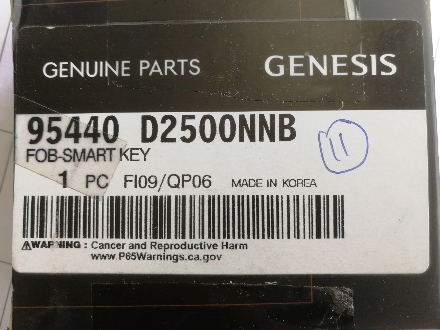 GENUINE PARTS GENESIS
95440 D2500NNB
FOB-SMART KEY
11
1 PC FI09/QP06 MADE IN KOREA
WARNING : Cancer and Reproductive Harm
www.P65Warnings.ca.gov